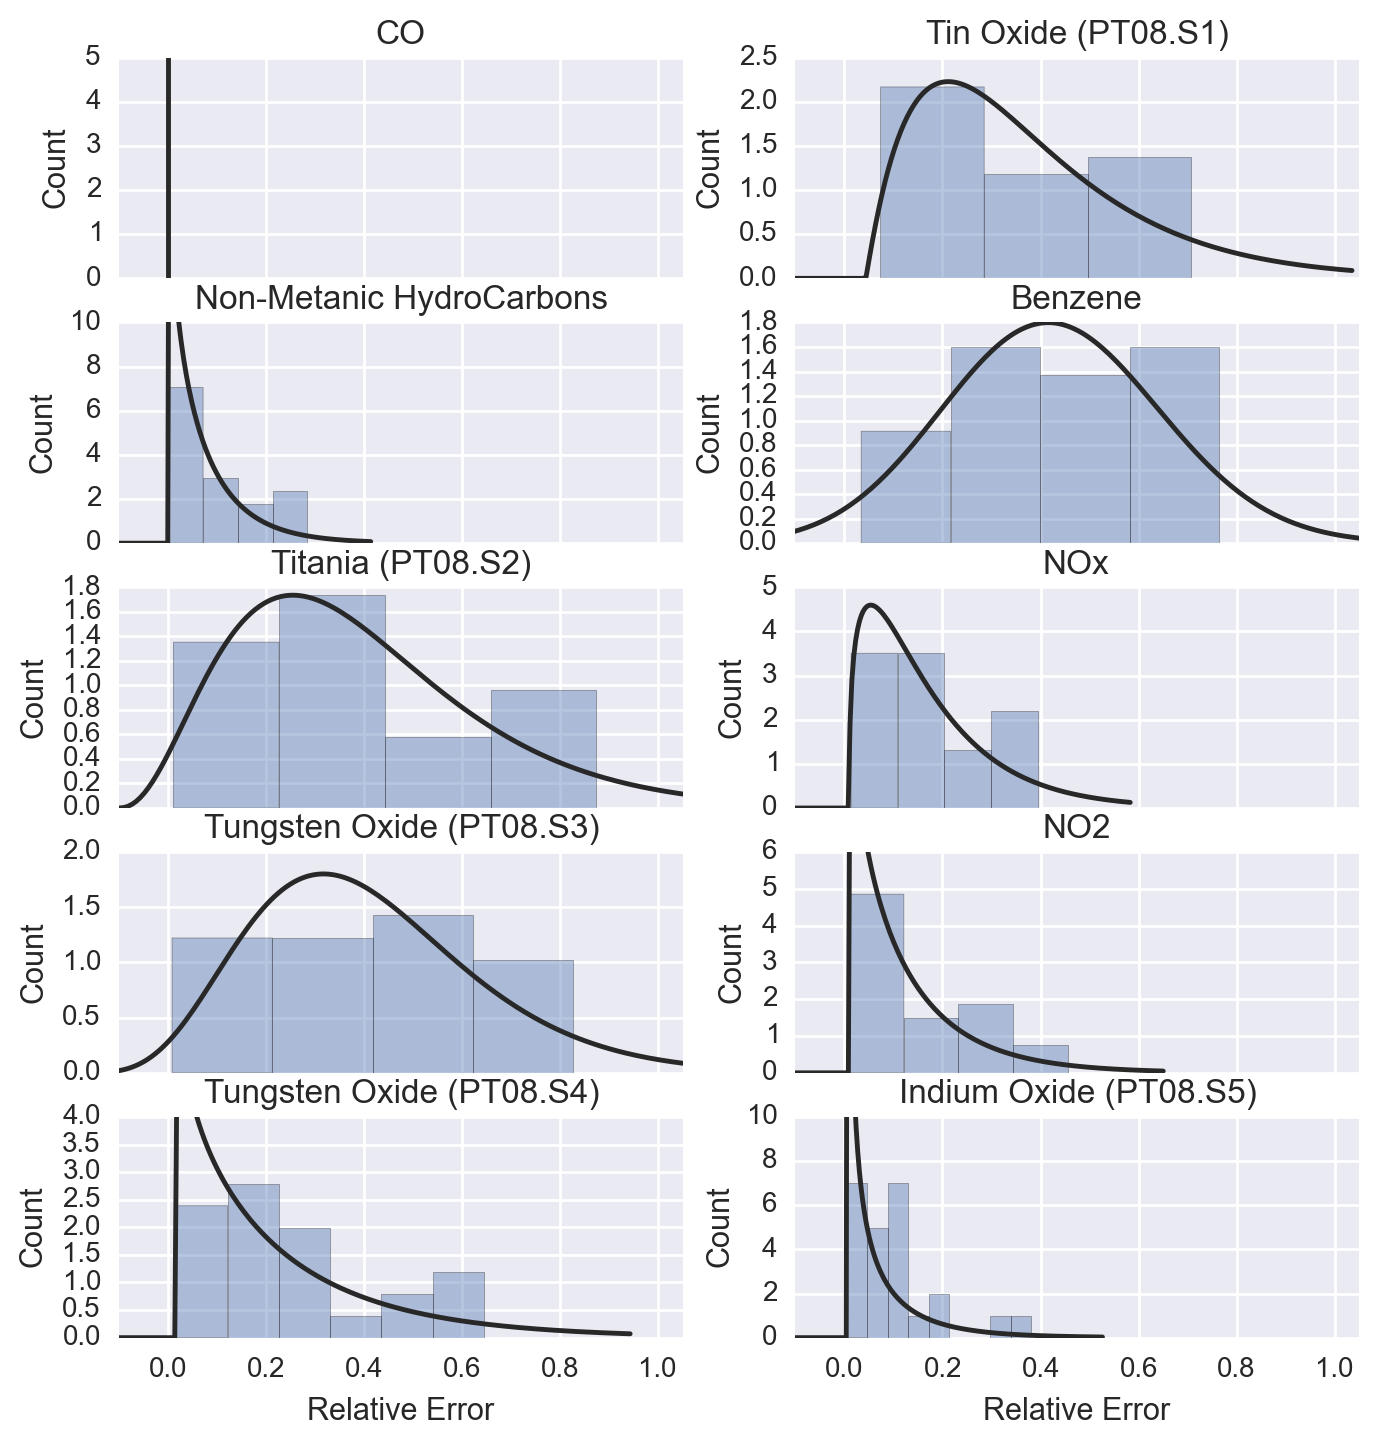 CO
Tin Oxide (PT08.S1)
5
4
3
2
1
0
Count
2.5
2.0
1.5
1.0
0.5
0.0
Count
Non-Metanic HydroCarbons
Benzene
10
8
6
4
2
0
Count
1.8
1.6
1.4
1.2
1.0
0.8
0.6
0.4
0.2
0.0
Count
Titania (PT08.S2)
NOx
1.8
1.6
1.4
1.2
1.0
0.8
0.6
0.4
0.2
0.0
Count
5
4
3
2
1
0
Count
Tungsten Oxide (PT08.S3)
NO2
2.0
1.5
1.0
0.5
0.0
Count
6
5
4
3
2
1
0
Count
Tungsten Oxide (PT08.S4)
Indium Oxide (PT08.S5)
4.0
3.5
3.0
2.5
2.0
1.5
1.0
0.5
0.0
Count
10
8
6
4
2
0
Count
0.0 0.2 0.4 0.6 0.8 1.0
0.0 0.2 0.4 0.6 0.8 1.0
Relative Error
Relative Error